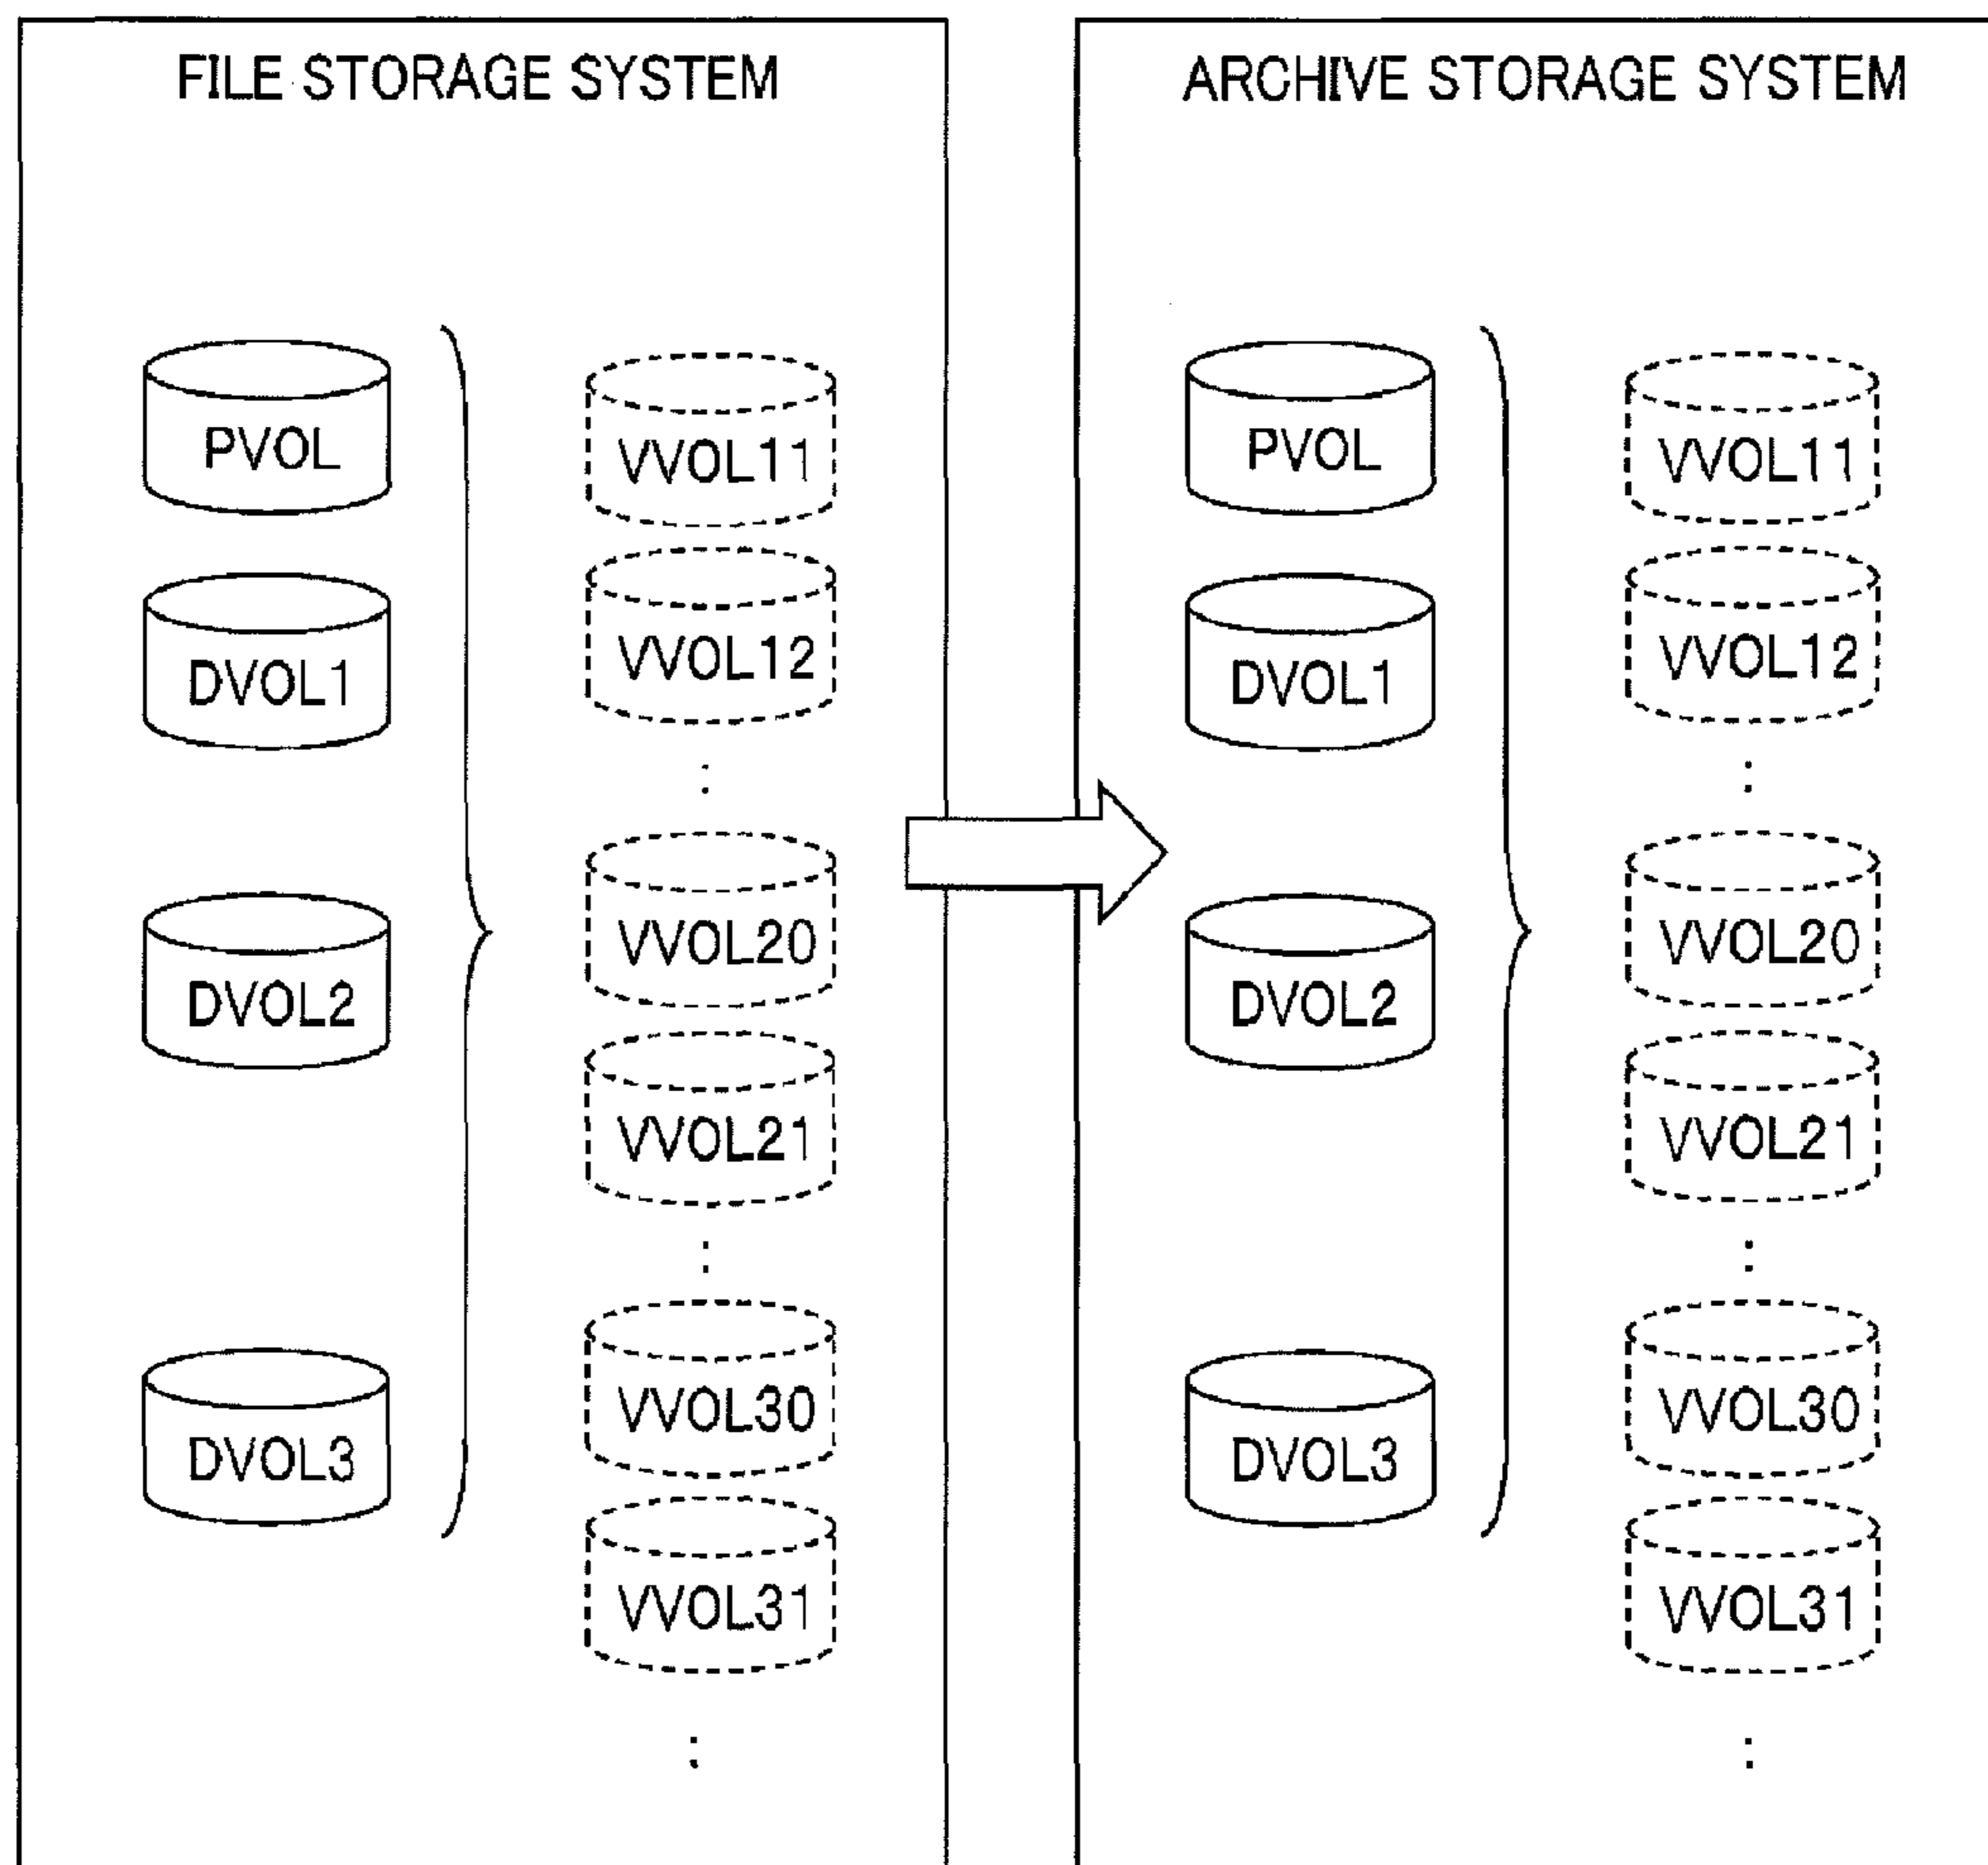 FILE STORAGE SYSTEM
PVOL
DVOL1
DVOL2
DVOL3
VVOL11
VVOL12
:
VVOL20
VVOL21
:
VVOL30
VVOL31
:
ARCHIVE STORAGE SYSTEM
PVOL
DVOL1
DVOL2
DVOL3
VVOL11
VVOL12
:
VVOL20
VVOL21
:
VVOL30
VVOL31
: